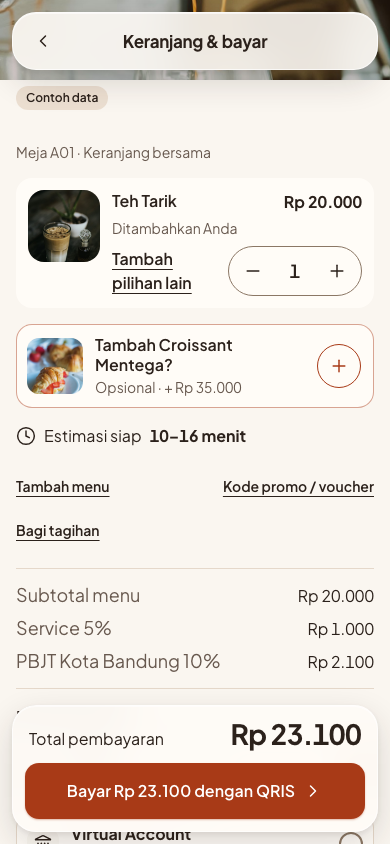 Keranjang & bayar
Contoh data
Meja A01 · Keranjang bersama
Teh Tarik
Rp 20.000
Ditambahkan Anda
Tambah
pilihan lain
1
Tambah Croissant
Mentega?
Opsional · + Rp 35.000
Estimasi siap 10–16 menit
Tambah menu
Kode promo / voucher
Bagi tagihan
Subtotal menu
Rp 20.000
Service 5%
Rp 1.000
PBJT Kota Bandung 10%
Rp 2.100
Total pembayaran
Rp 23.100
Bayar Rp 23.100 dengan QRIS
Virtual Account